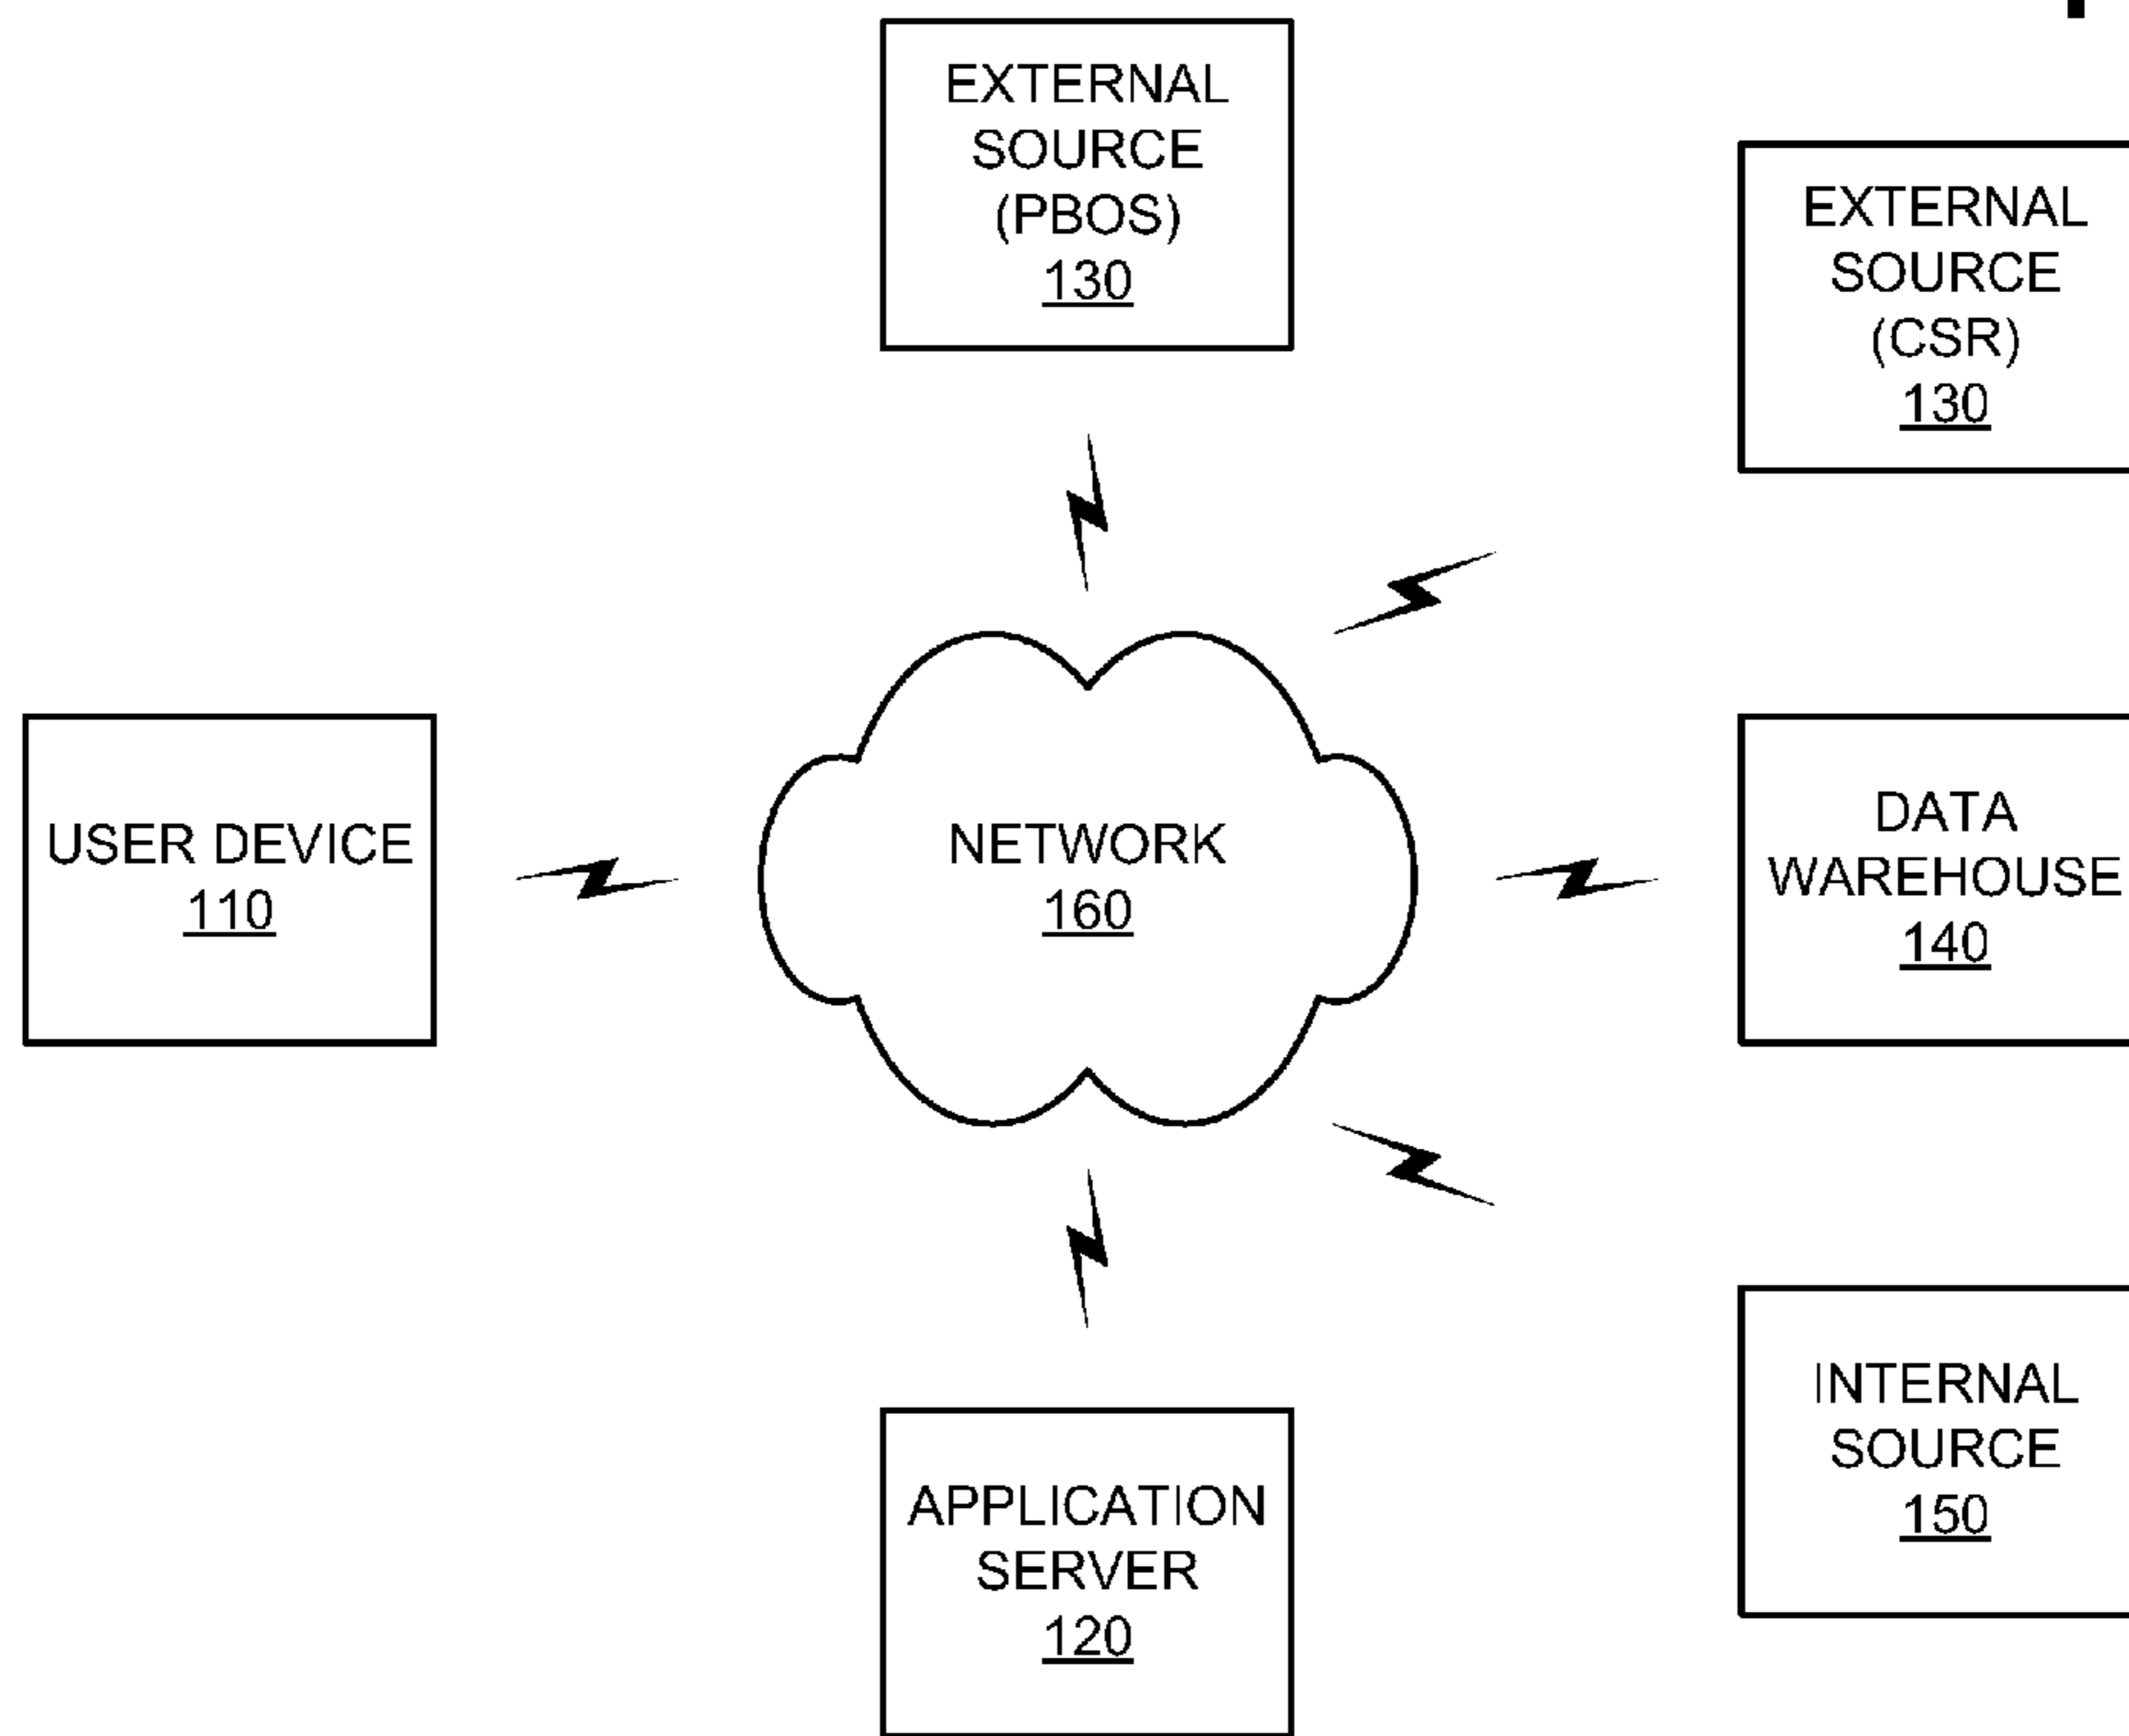 EXTERNAL
SOURCE
(PBOS)
130
EXTERNAL
SOURCE
(CSR)
130
USER DEVICE
110
NETWORK
160
DATA
WAREHOUSE
140
INTERNAL
SOURCE
150
APPLICATION
SERVER
120